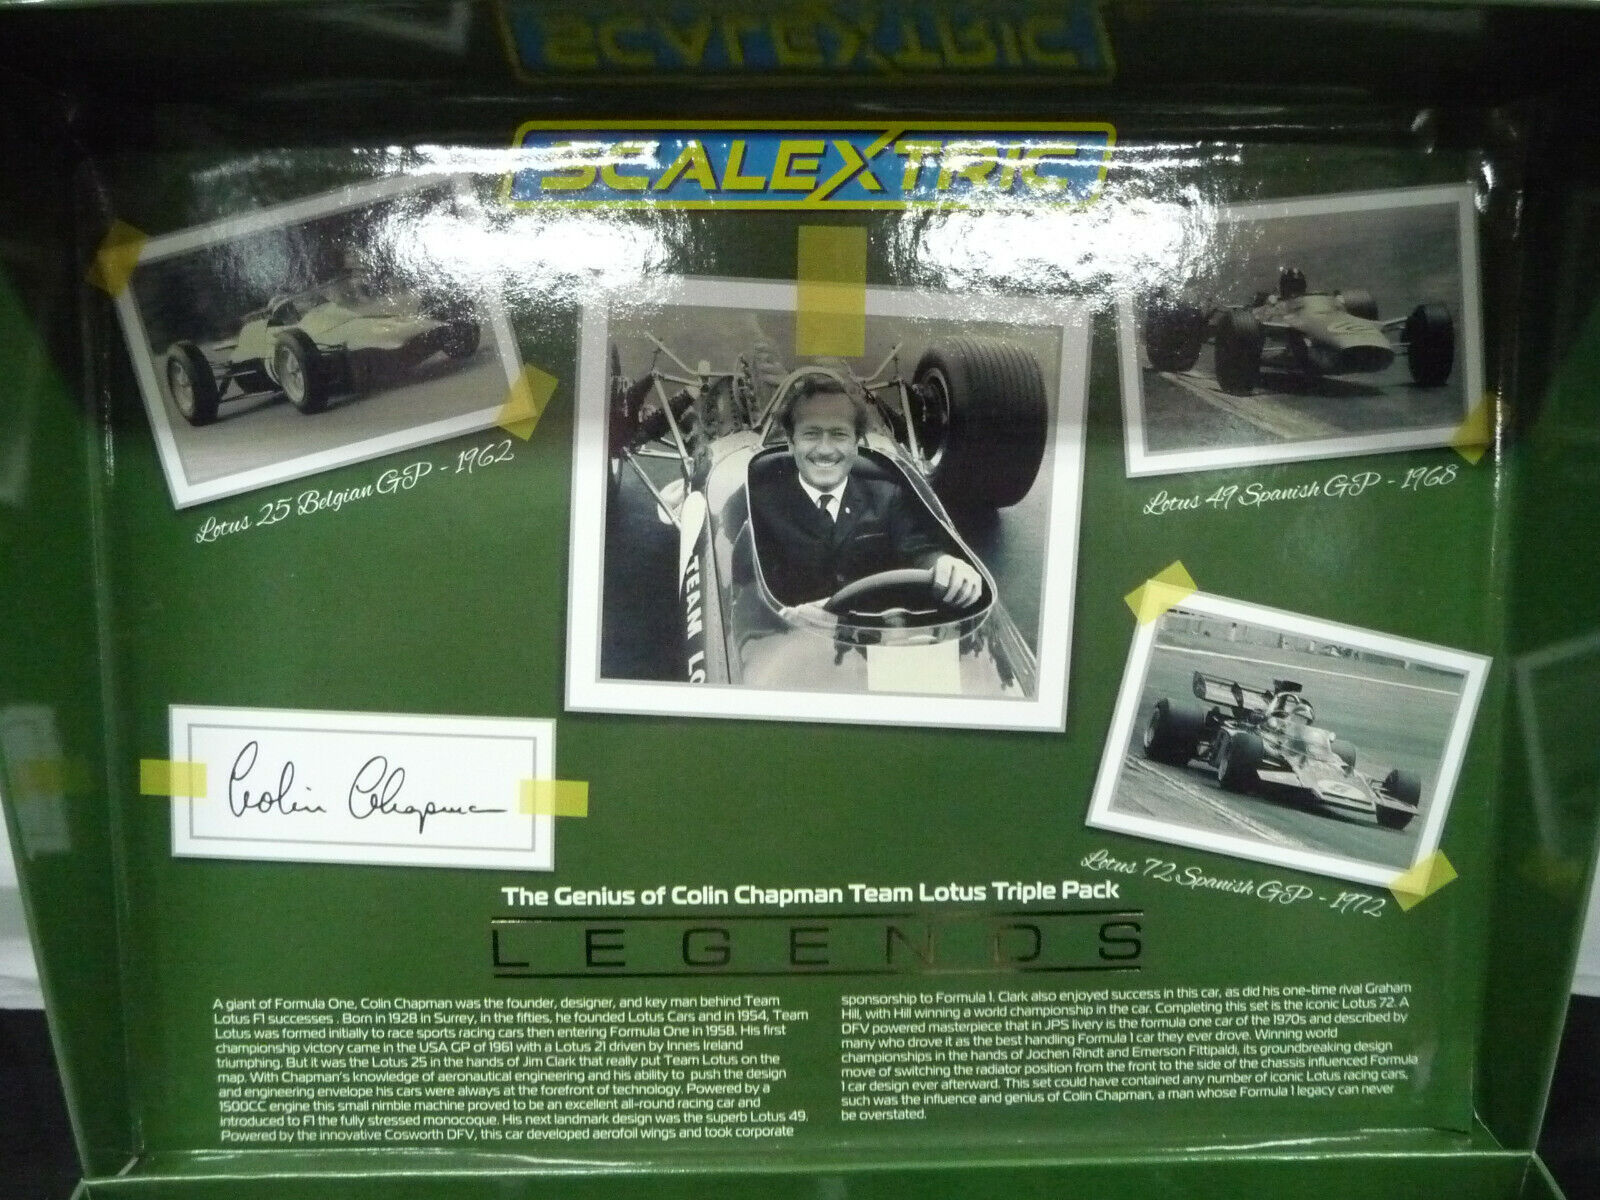 SCALEXTRIC
SCALEXTRIC
Lotus 25 Belgian GP - 1962
Lotus 49 Spanish GP - 1968
TEAM LO
Lotus 72 Spanish GP - 1972
Colin Chapman
The Genius of Colin Chapman Team Lotus Triple Pack
LEGENDS
A giant of Formula One, Colin Chapman was the founder, designer, and key man behind Team
Lotus F1 successes . Born in 1928 in Surrey, in the fifties, he founded Lotus Cars and in 1954, Team
Lotus was formed initially to race sports racing cars then entering Formula One in 1958. His first
championship victory came in the USA GP of 1961 with a Lotus 21 driven by Innes Ireland
triumphing. But it was the Lotus 25 in the hands of Jim Clark that really put Team Lotus on the
map. With Chapman's knowledge of aeronautical engineering and his ability to push the design
and engineering envelope his cars were always at the forefront of technology. Powered by a
1500CC engine this small nimble machine proved to be an excellent all-round racing car and
introduced to F1 the fully stressed monocoque. His next landmark design was the superb Lotus 49.
Powered by the innovative Cosworth DFV, this car developed aerofoil wings and took corporate
sponsorship to Formula 1. Clark also enjoyed success in this car, as did his one-time rival Graham
Hill, with Hill winning a world championship in the car. Completing this set is the iconic Lotus 72. A
DFV powered masterpiece that in JPS livery is the formula one car of the 1970s and described by
many who drove it as the best handling Formula 1 car they ever drove. Winning world
championships in the hands of Jochen Rindt and Emerson Fittipaldi, its groundbreaking design
move of switching the radiator position from the front to the side of the chassis influenced Formula
1 car design ever afterward. This set could have contained any number of iconic Lotus racing cars,
such was the influence and genius of Colin Chapman, a man whose Formula 1 legacy can never
be overstated.